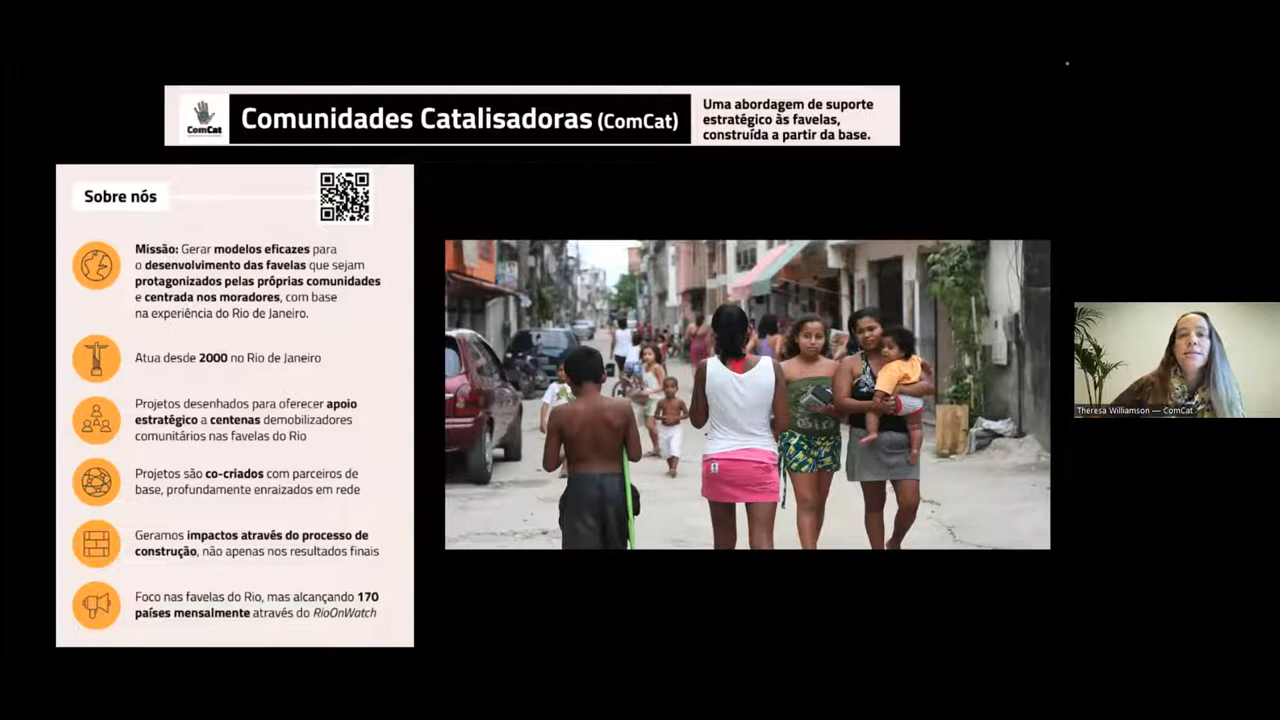 ComCat
Comunidades Catalisadoras (ComCat)
Uma abordagem de suporte
estratégico às favelas,
construída a partir da base.
Sobre nós
Missão: Gerar modelos eficazes para
o desenvolvimento das favelas que sejam
protagonizados pelas próprias comunidades
e centrada nos moradores, com base
na experiência do Rio de Janeiro.
Atua desde 2000 no Rio de Janeiro
Projetos desenhados para oferecer apoio
estratégico a centenas demobilizadores
comunitários nas favelas do Rio
Projetos são co-criados com parceiros de
base, profundamente enraizados em rede
Geramos impactos através do processo de
construção, não apenas nos resultados finais
Foco nas favelas do Rio, mas alcançando 170
países mensalmente através do RioOnWatch
Theresa Williamson — ComCat